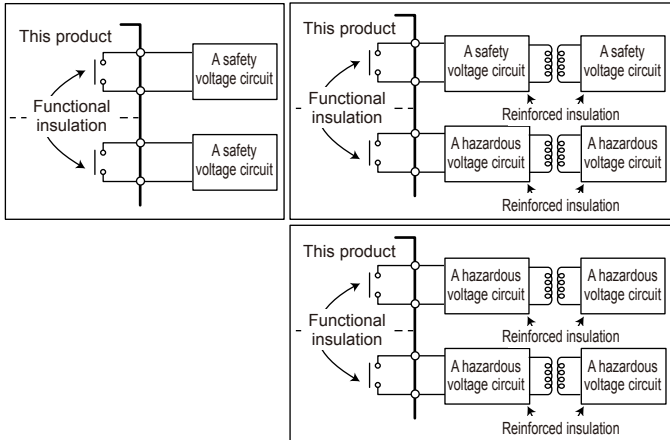 This product
A safety
voltage circuit
Functional
insulation
A safety
voltage circuit
This product
A safety
voltage circuit
A safety
voltage circuit
Functional
insulation
Reinforced insulation
A hazardous
voltage circuit
A hazardous
voltage circuit
Reinforced insulation
This product
A hazardous
voltage circuit
A hazardous
voltage circuit
Functional
insulation
Reinforced insulation
A hazardous
voltage circuit
A hazardous
voltage circuit
Reinforced insulation